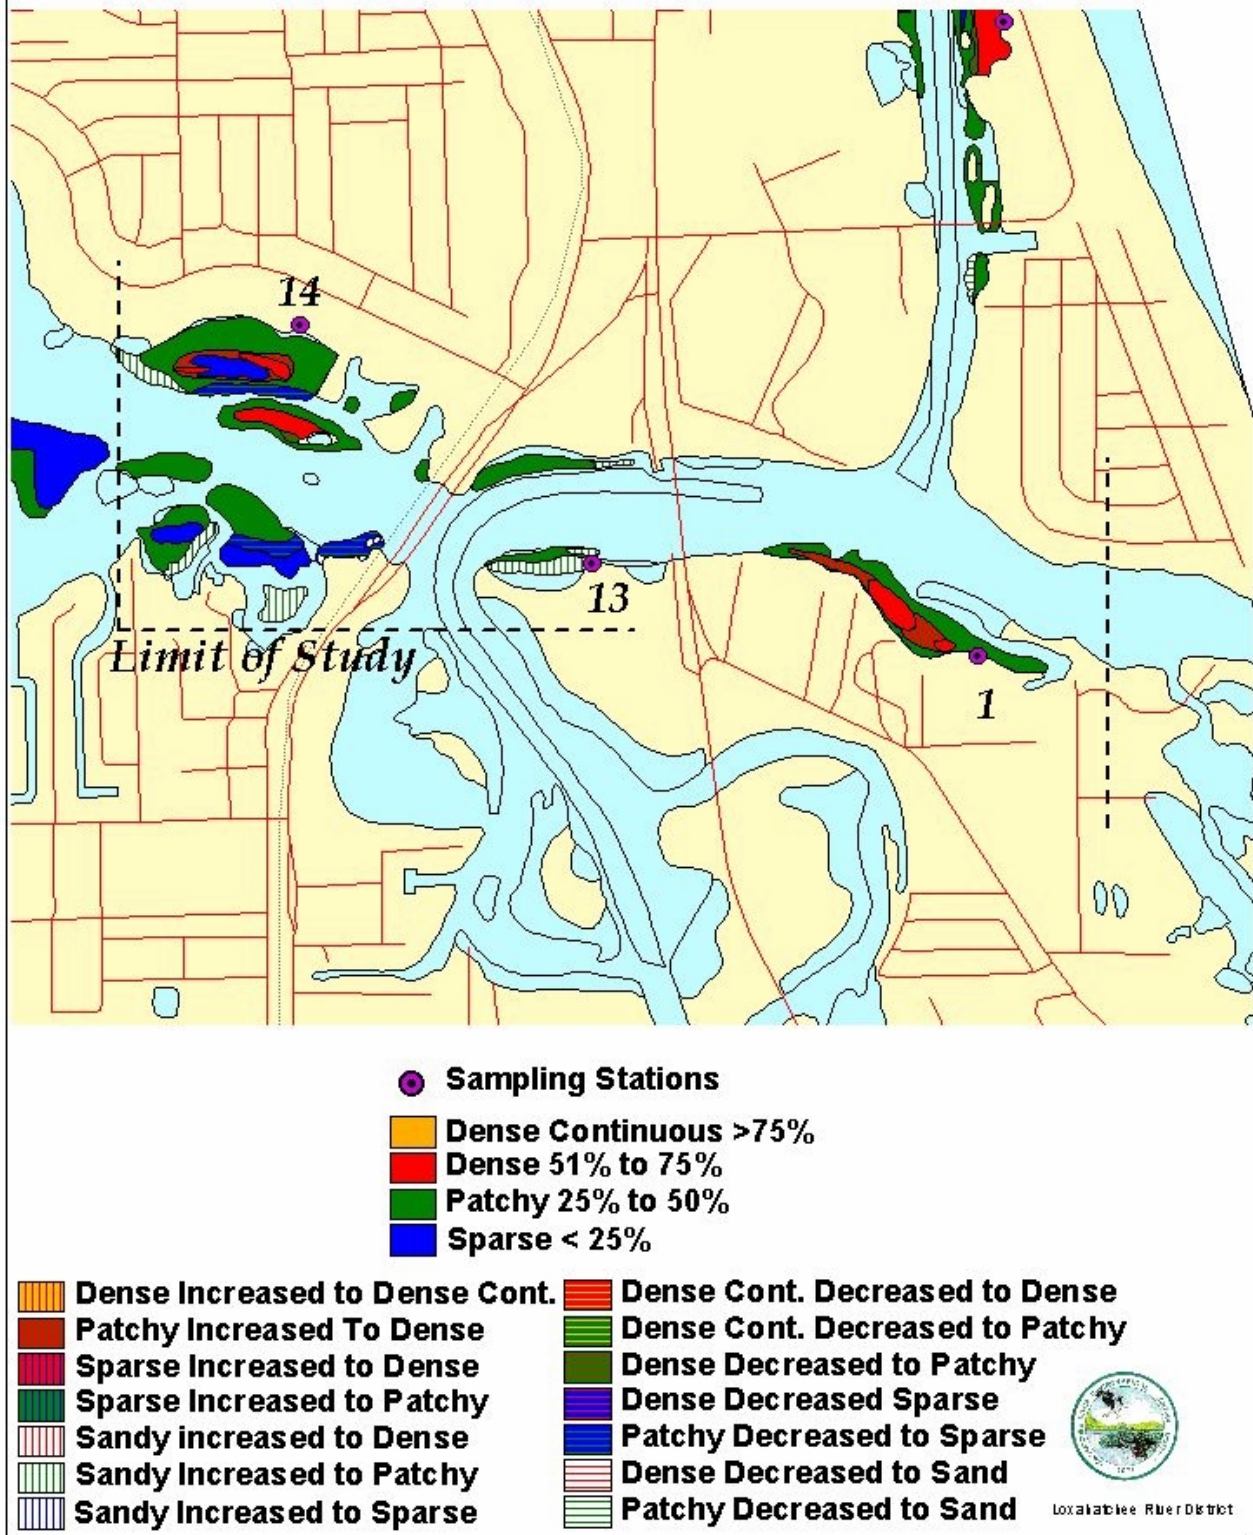 14
13
Limit of Study
1
Sampling Stations
Dense Continuous >75%
Dense 51% to 75%
Patchy 25% to 50%
Sparse < 25%
Dense Increased to Dense Cont.
Patchy Increased To Dense
Sparse Increased to Dense
Sparse Increased to Patchy
Sandy increased to Dense
Sandy Increased to Patchy
Sandy Increased to Sparse
Dense Cont. Decreased to Dense
Dense Cont. Decreased to Patchy
Dense Decreased to Patchy
Dense Decreased Sparse
Patchy Decreased to Sparse
Dense Decreased to Sand
Patchy Decreased to Sand
Loxahatchee River District